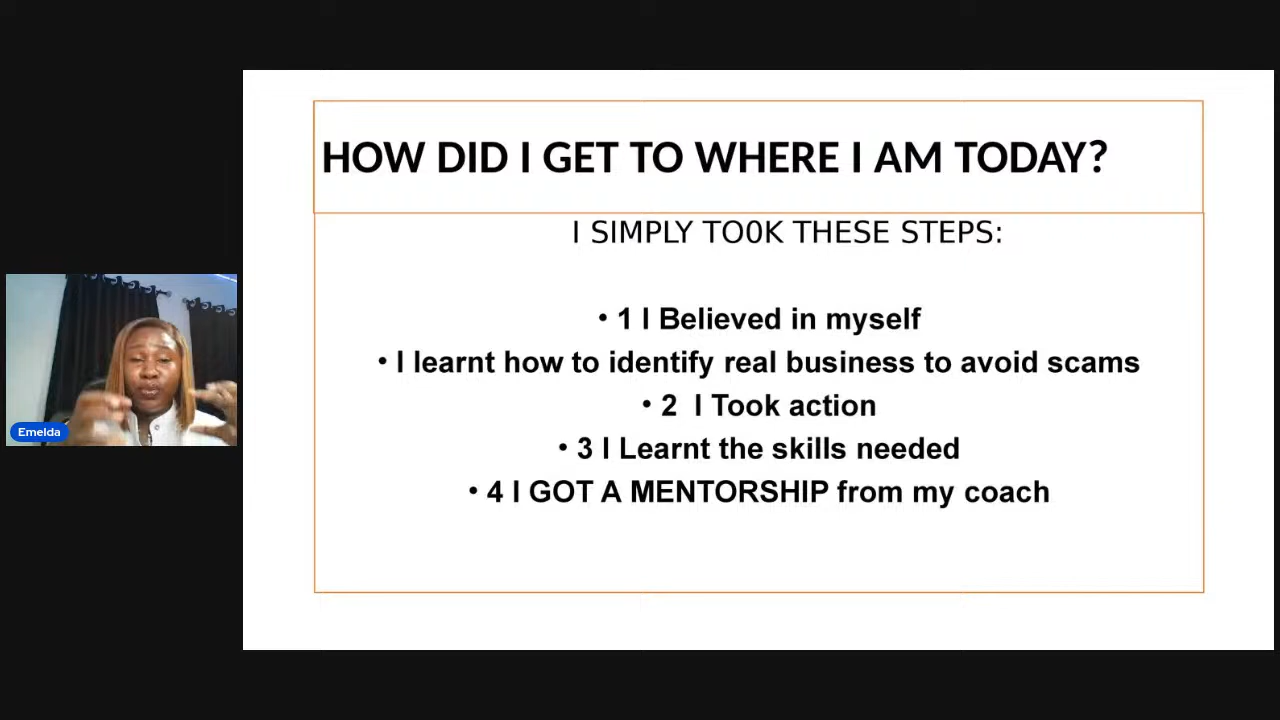 HOW DID I GET TO WHERE I AM TODAY?
I SIMPLY TO0K THESE STEPS:
• 1 I Believed in myself
• I learnt how to identify real business to avoid scams
• 2  I Took action
• 3 I Learnt the skills needed
• 4 I GOT A MENTORSHIP from my coach
Emelda